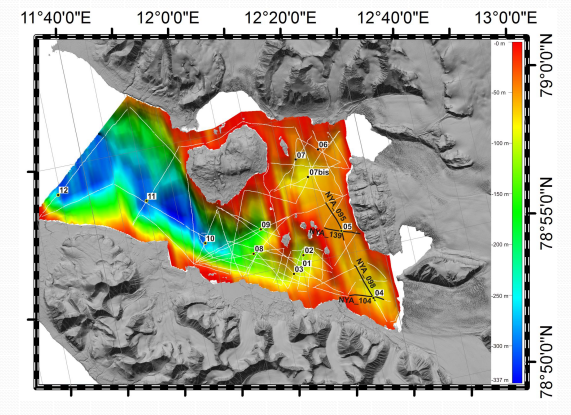 11°40'0"E 12°0'0"E 12°20'0"E 12°40'0"E 13°0'0"E
-0 m
79°0'0"N
-50 m
-100 m
-150 m
78°55'0"N
-200 m
-250 m
-300 m
78°50'0"N
-337 m
06
07
07bis
12
11
NYA_095
09
05
NYA_139
10
08
02
01
03
NYA_098
04
NYA_104